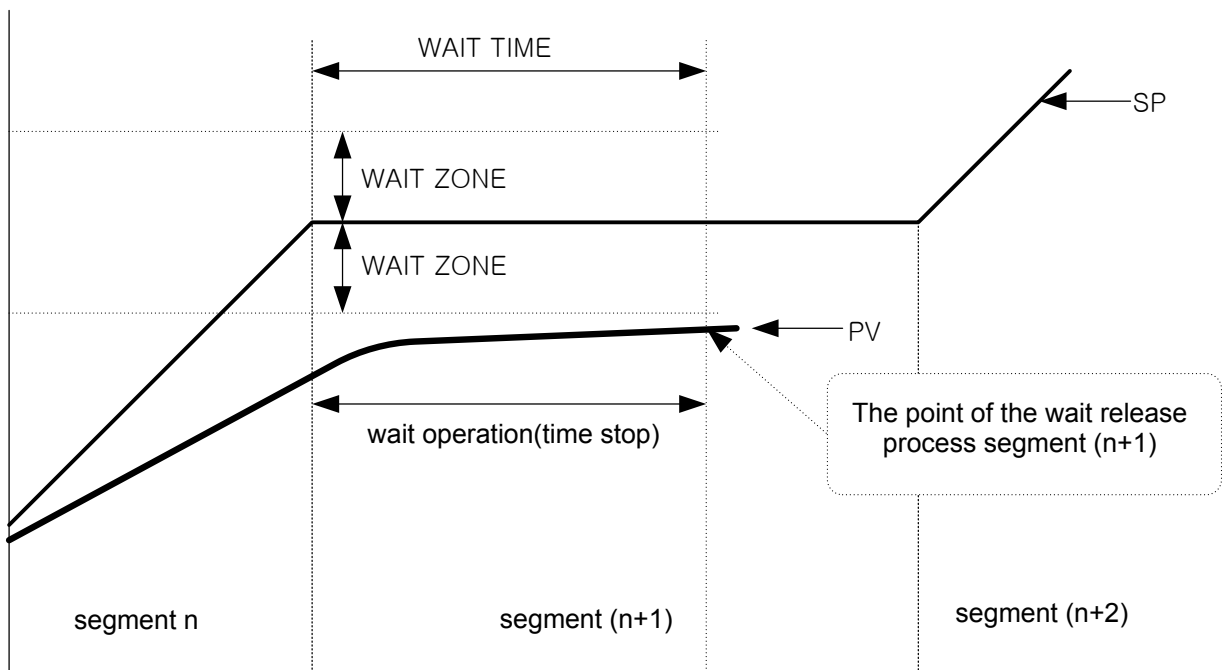 WAIT TIME
SP
WAIT ZONE
WAIT ZONE
PV
The point of the wait release
process segment (n+1)
wait operation(time stop)
segment n
segment (n+1)
segment (n+2)